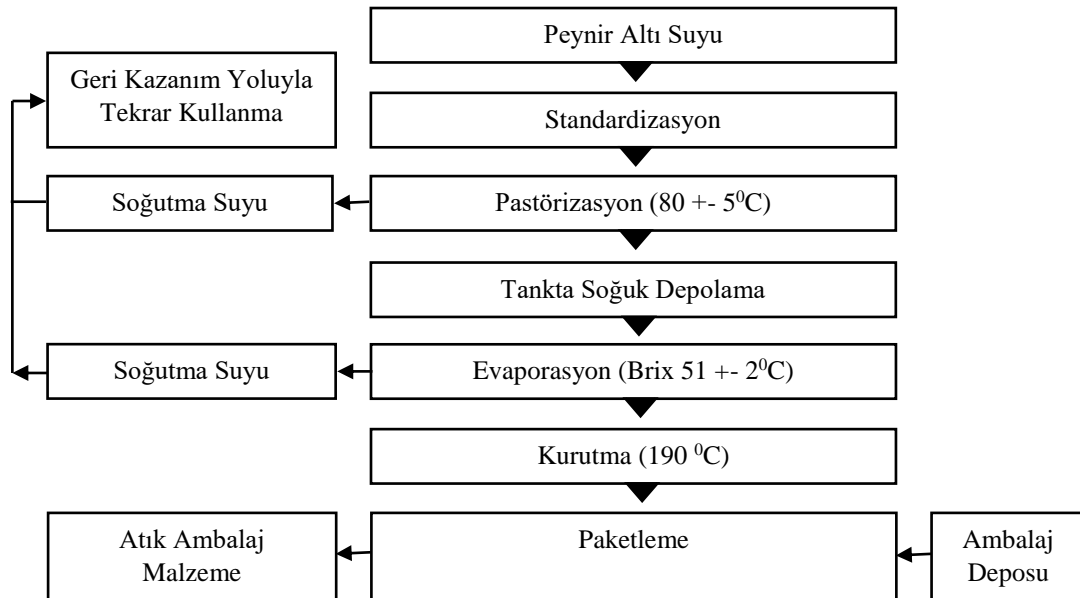 Peynir Altı Suyu
Geri Kazanım Yoluyla
Tekrar Kullanma
Standardizasyon
Soğutma Suyu
Pastörizasyon (80 +- 5⁰C)
Tankta Soğuk Depolama
Soğutma Suyu
Evaporasyon (Brix 51 +- 2⁰C)
Kurutma (190 ⁰C)
Atık Ambalaj
Malzeme
Paketleme
Ambalaj
Deposu